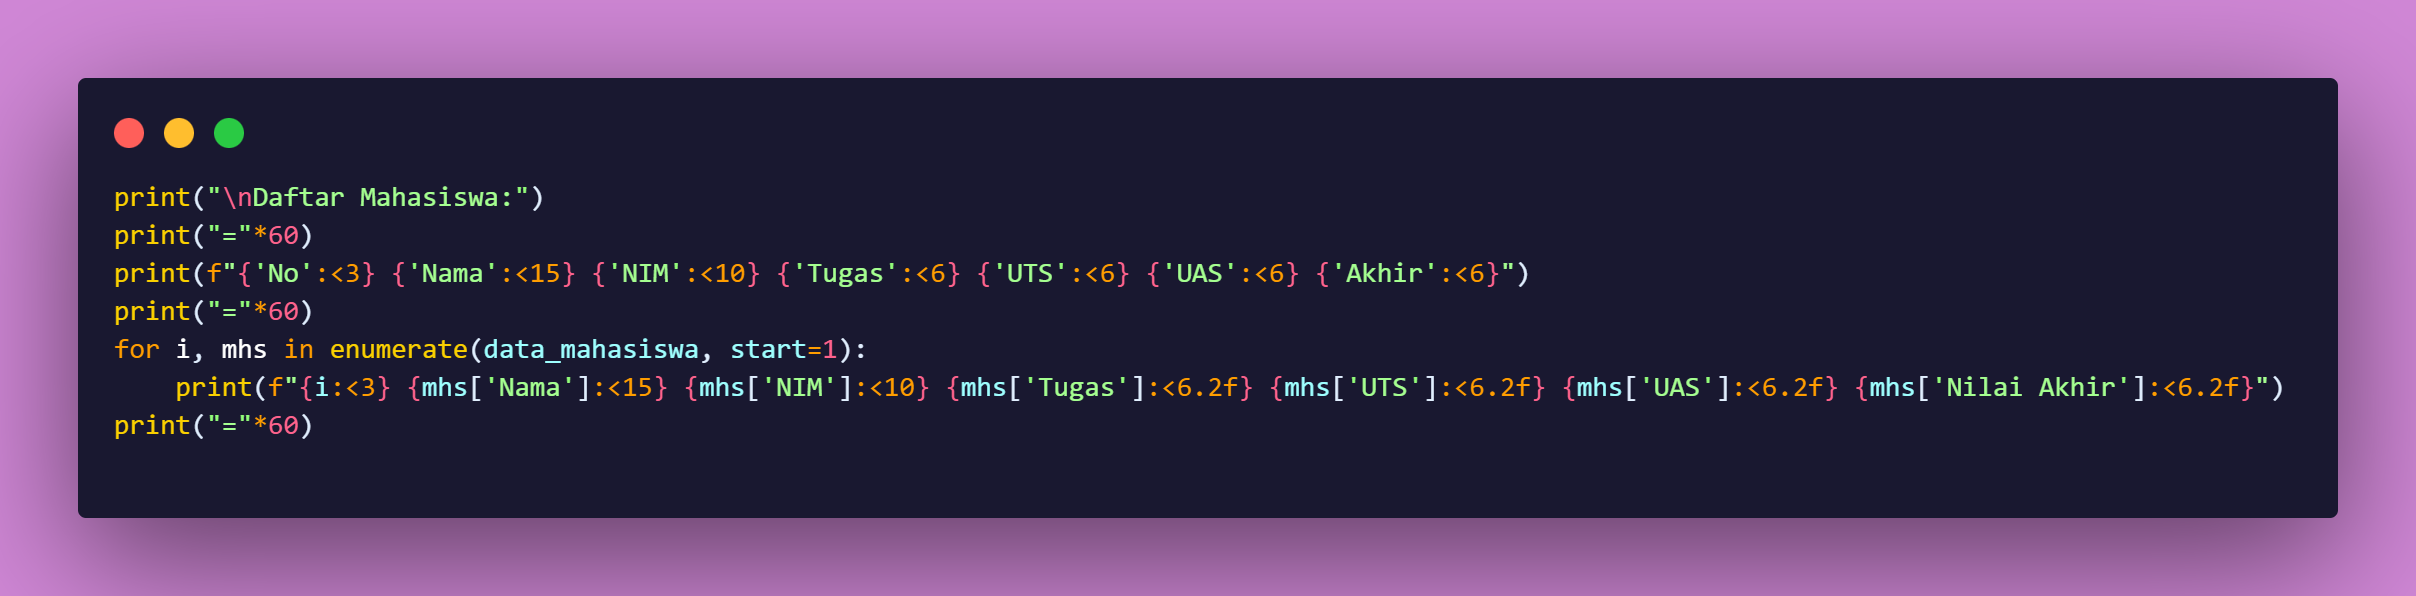 print("\nDaftar Mahasiswa:")
print("="*60)
print(f"{'No':<3} {'Nama':<15} {'NIM':<10} {'Tugas':<6} {'UTS':<6} {'UAS':<6} {'Akhir':<6}")
print("="*60)
for i, mhs in enumerate(data_mahasiswa, start=1):
    print(f"{i:<3} {mhs['Nama']:<15} {mhs['NIM']:<10} {mhs['Tugas']:<6.2f} {mhs['UTS']:<6.2f} {mhs['UAS']:<6.2f} {mhs['Nilai Akhir']:<6.2f}")
print("="*60)